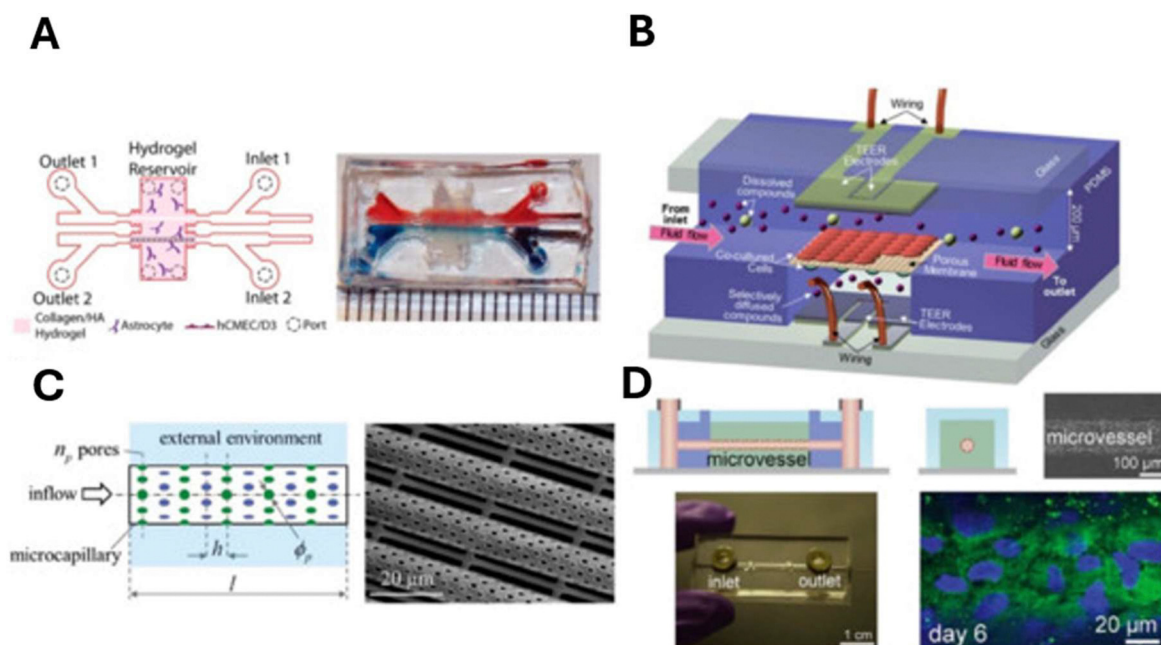 A
Outlet 1
Hydrogel
Reservoir
Inlet 1
Outlet 2
Inlet 2
Collagen/HA
Hydrogel
Astrocyte
hCMEC/D3
Port
B
Wiring
TEER
Electrodes
Glass
PDMS
Dissolved
compounds
200 µm
From
inlet
Fluid flow
Co-cultured
Cells
Porous
Membrane
Fluid flow
To
outlet
Selectively
diffused
compounds
TEER
Electrodes
Wiring
Glass
C
external environment
n_p pores
inflow
microcapillary
h
ϕ_p
l
20 µm
D
microvessel
microvessel
100 µm
inlet
outlet
1 cm
day 6
20 µm